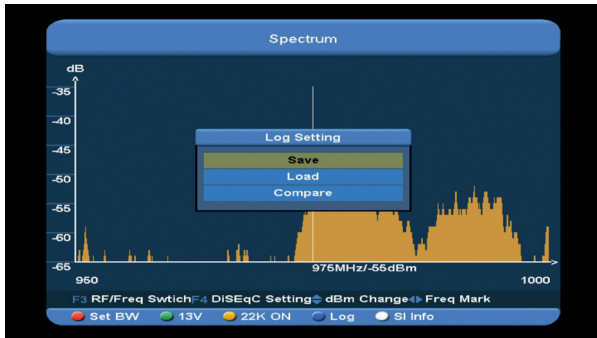 Spectrum
dB
-35
-40
-45
-50
-55
-60
-65
Log Setting
Save
Load
Compare
975MHz/-55dBm
950
1000
F3 RF/Freq Swtich F4 DiSEqC Setting dBm Change Freq Mark
Set BW 13V 22K ON Log SI Info